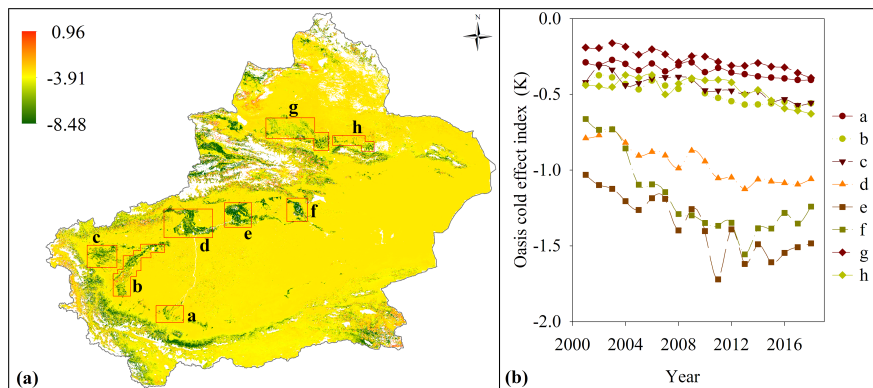 0.96
-3.91
-8.48
N
g
h
c
d
e
f
b
a
(a)
Oasis cold effect index (K)
0.0
-0.5
-1.0
-1.5
-2.0
2000 2004 2008 2012 2016
Year
a
b
c
d
e
f
g
h
(b)